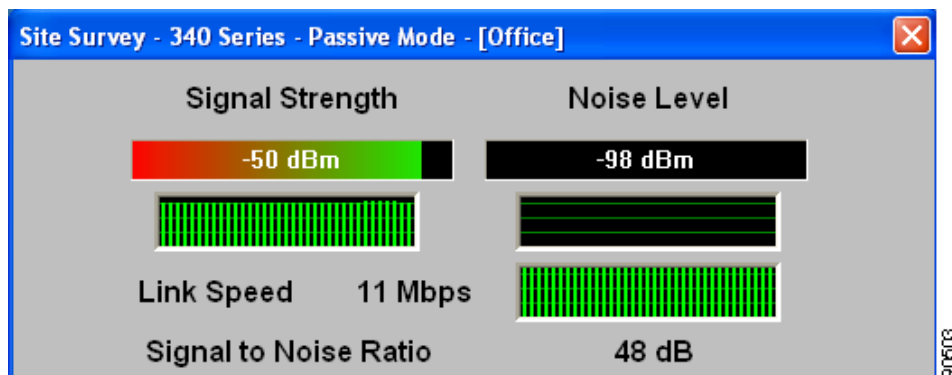 Site Survey - 340 Series - Passive Mode - [Office]
Signal Strength
Noise Level
-50 dBm
-98 dBm
Link Speed
11 Mbps
Signal to Noise Ratio
48 dB